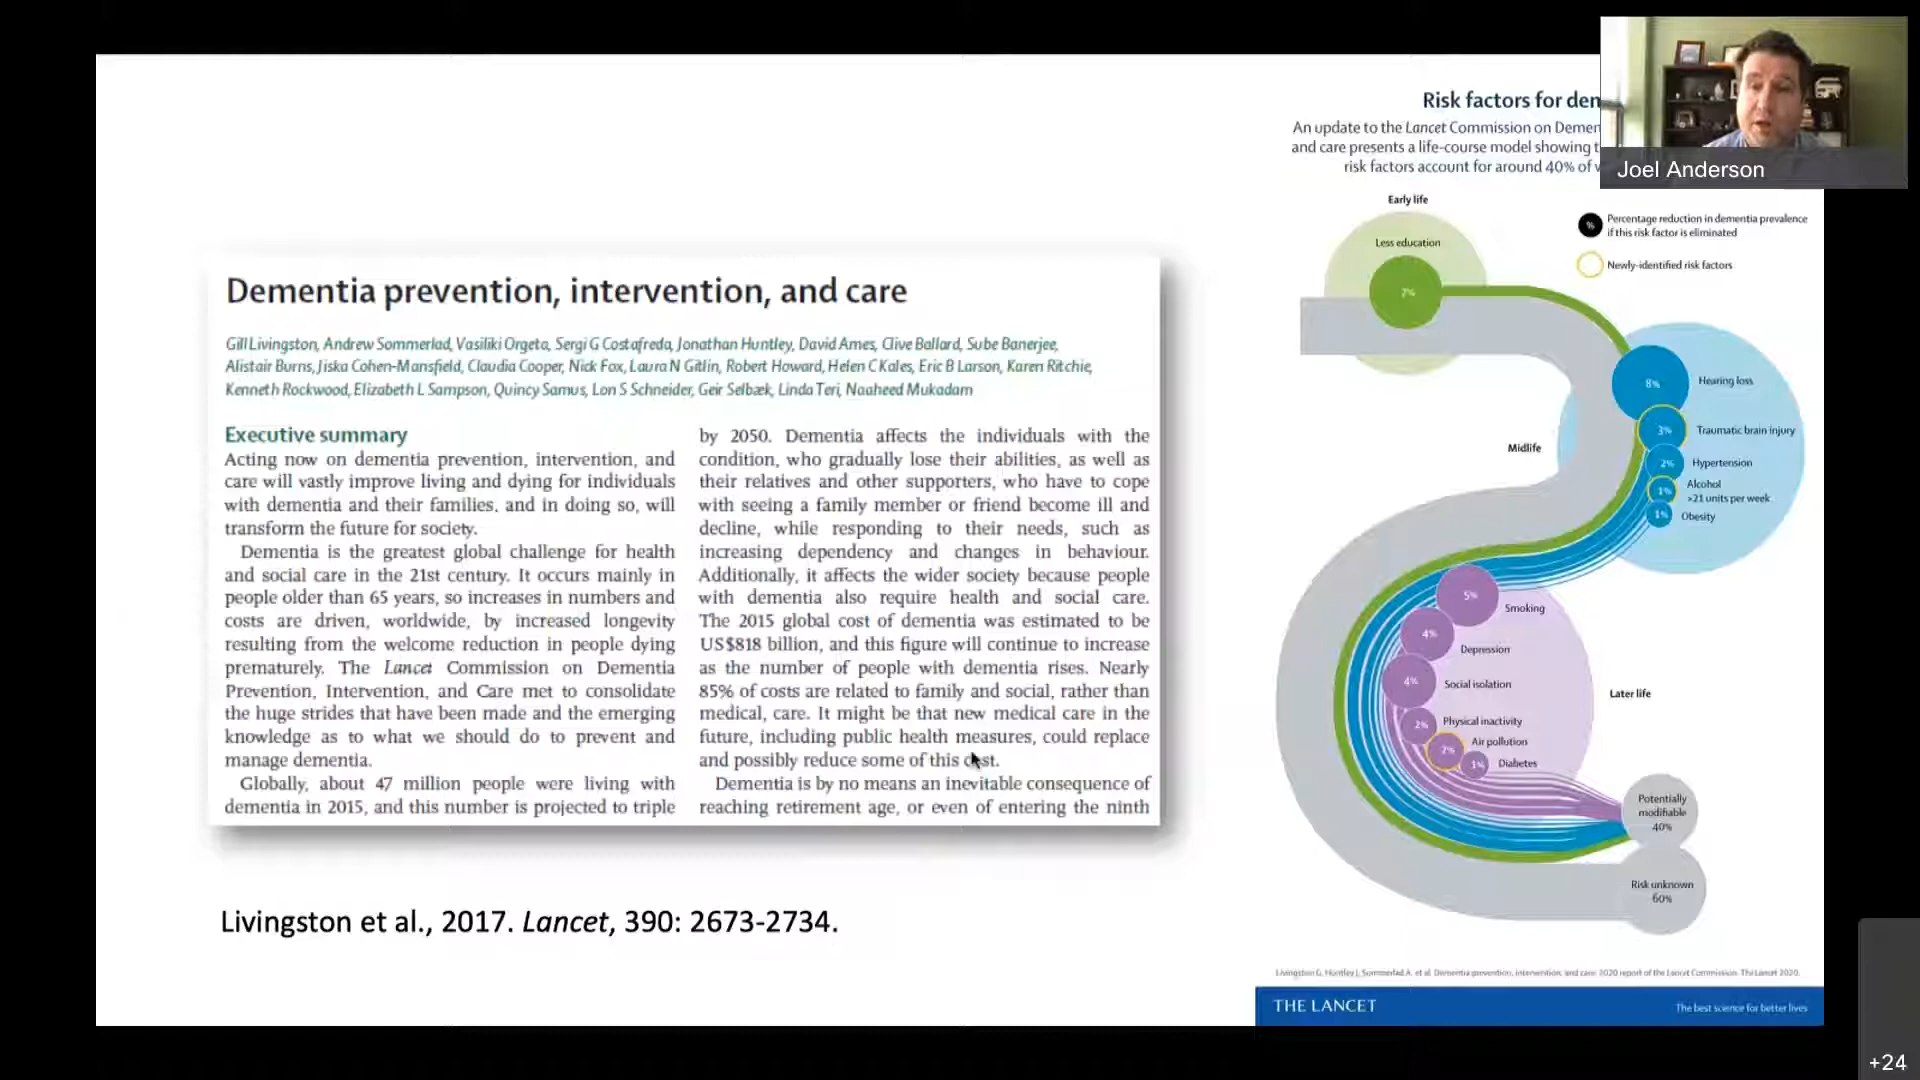 Dementia prevention, intervention, and care
Gill Livingston, Andrew Sommerlad, Vasiliki Orgeta, Sergi G Costafreda, Jonathan Huntley, David Ames, Clive Ballard, Sube Banerjee,
Alistair Burns, Jiska Cohen-Mansfield, Claudia Cooper, Nick Fox, Laura N Gitlin, Robert Howard, Helen C Kales, Eric B Larson, Karen Ritchie,
Kenneth Rockwood, Elizabeth L Sampson, Quincy Samus, Lon S Schneider, Geir Selbæk, Linda Teri, Naaheed Mukadam
Executive summary
Acting now on dementia prevention, intervention, and
care will vastly improve living and dying for individuals
with dementia and their families, and in doing so, will
transform the future for society.
Dementia is the greatest global challenge for health
and social care in the 21st century. It occurs mainly in
people older than 65 years, so increases in numbers and
costs are driven, worldwide, by increased longevity
resulting from the welcome reduction in people dying
prematurely. The Lancet Commission on Dementia
Prevention, Intervention, and Care met to consolidate
the huge strides that have been made and the emerging
knowledge as to what we should do to prevent and
manage dementia.
Globally, about 47 million people were living with
dementia in 2015, and this number is projected to triple
by 2050. Dementia affects the individuals with the
condition, who gradually lose their abilities, as well as
their relatives and other supporters, who have to cope
with seeing a family member or friend become ill and
decline, while responding to their needs, such as
increasing dependency and changes in behaviour.
Additionally, it affects the wider society because people
with dementia also require health and social care.
The 2015 global cost of dementia was estimated to be
US$818 billion, and this figure will continue to increase
as the number of people with dementia rises. Nearly
85% of costs are related to family and social, rather than
medical, care. It might be that new medical care in the
future, including public health measures, could replace
and possibly reduce some of this cost.
Dementia is by no means an inevitable consequence of
reaching retirement age, or even of entering the ninth
Livingston et al., 2017. Lancet, 390: 2673-2734.
Risk factors for
An update to the Lancet Commission on
and care presents a life-course model showing
risk factors account for around 40% of
Early life
Less education
7%
% Percentage reduction in dementia prevalence
if this risk factor is eliminated
Newly-identified risk factors
8% Hearing loss
3% Traumatic brain injury
Midlife
2% Hypertension
1% Alcohol
>21 units per week
1% Obesity
5% Smoking
4% Depression
4% Social isolation
Later life
2% Physical inactivity
2% Air pollution
1% Diabetes
Potentially
modifiable
40%
Risk unknown
60%
Livingston G, Huntley J, Sommerlad A, et al. Dementia prevention, intervention, and care: 2020 report of the Lancet Commission. The Lancet 2020.
THE LANCET
The best science for better lives
Joel Anderson
+24